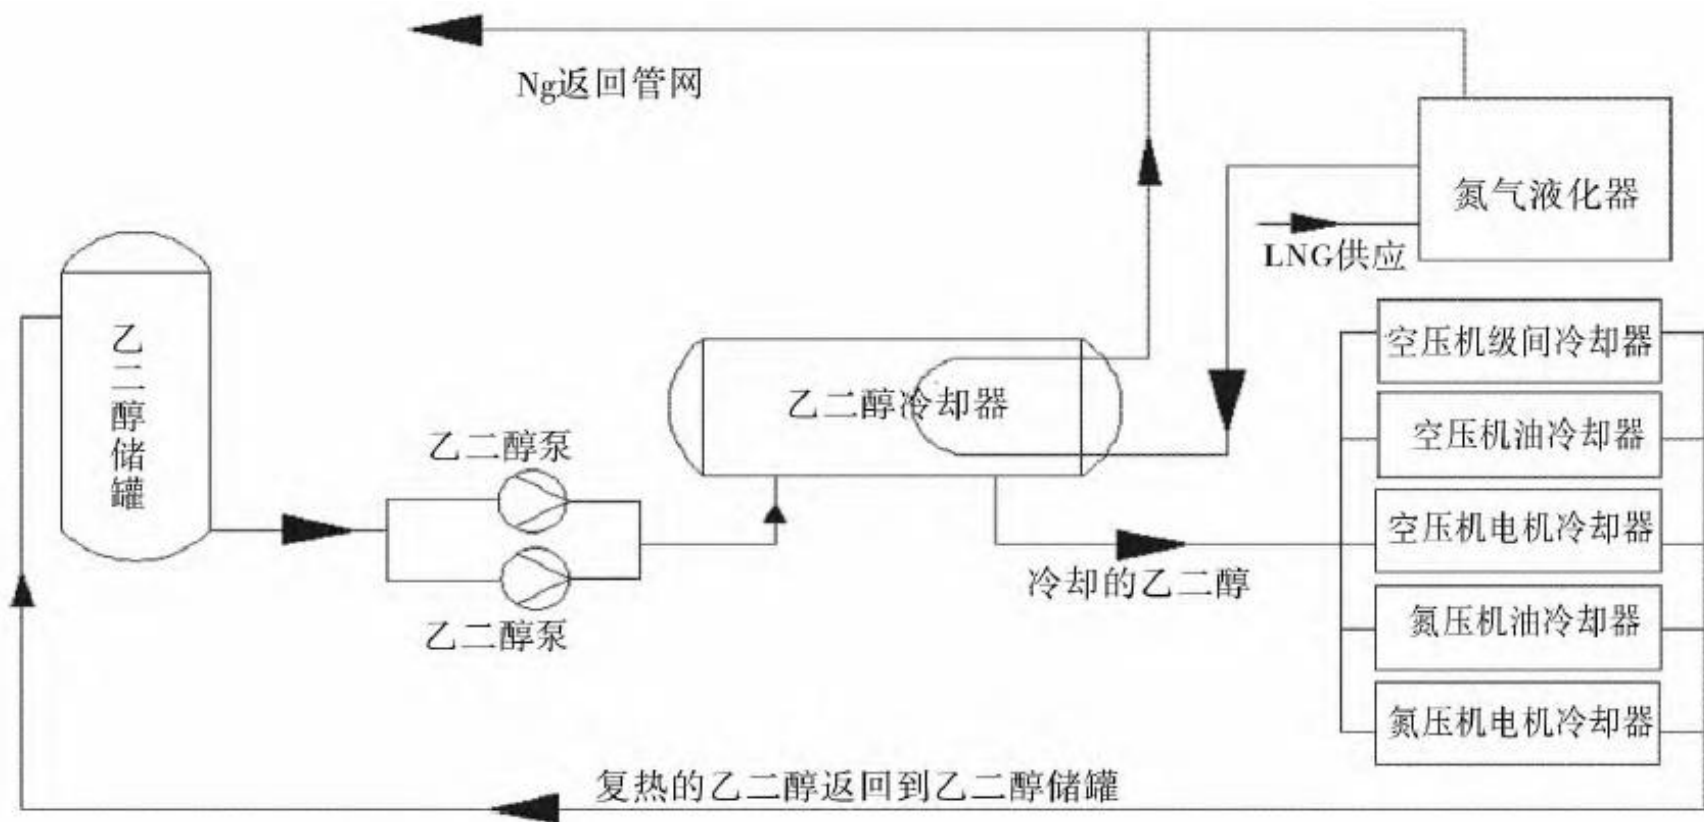 Ng返回管网
氮气液化器
LNG供应
乙二醇储罐
乙二醇冷却器
空压机级间冷却器
空压机油冷却器
乙二醇泵
空压机电机冷却器
冷却的乙二醇
乙二醇泵
氮压机油冷却器
氮压机电机冷却器
复热的乙二醇返回到乙二醇储罐